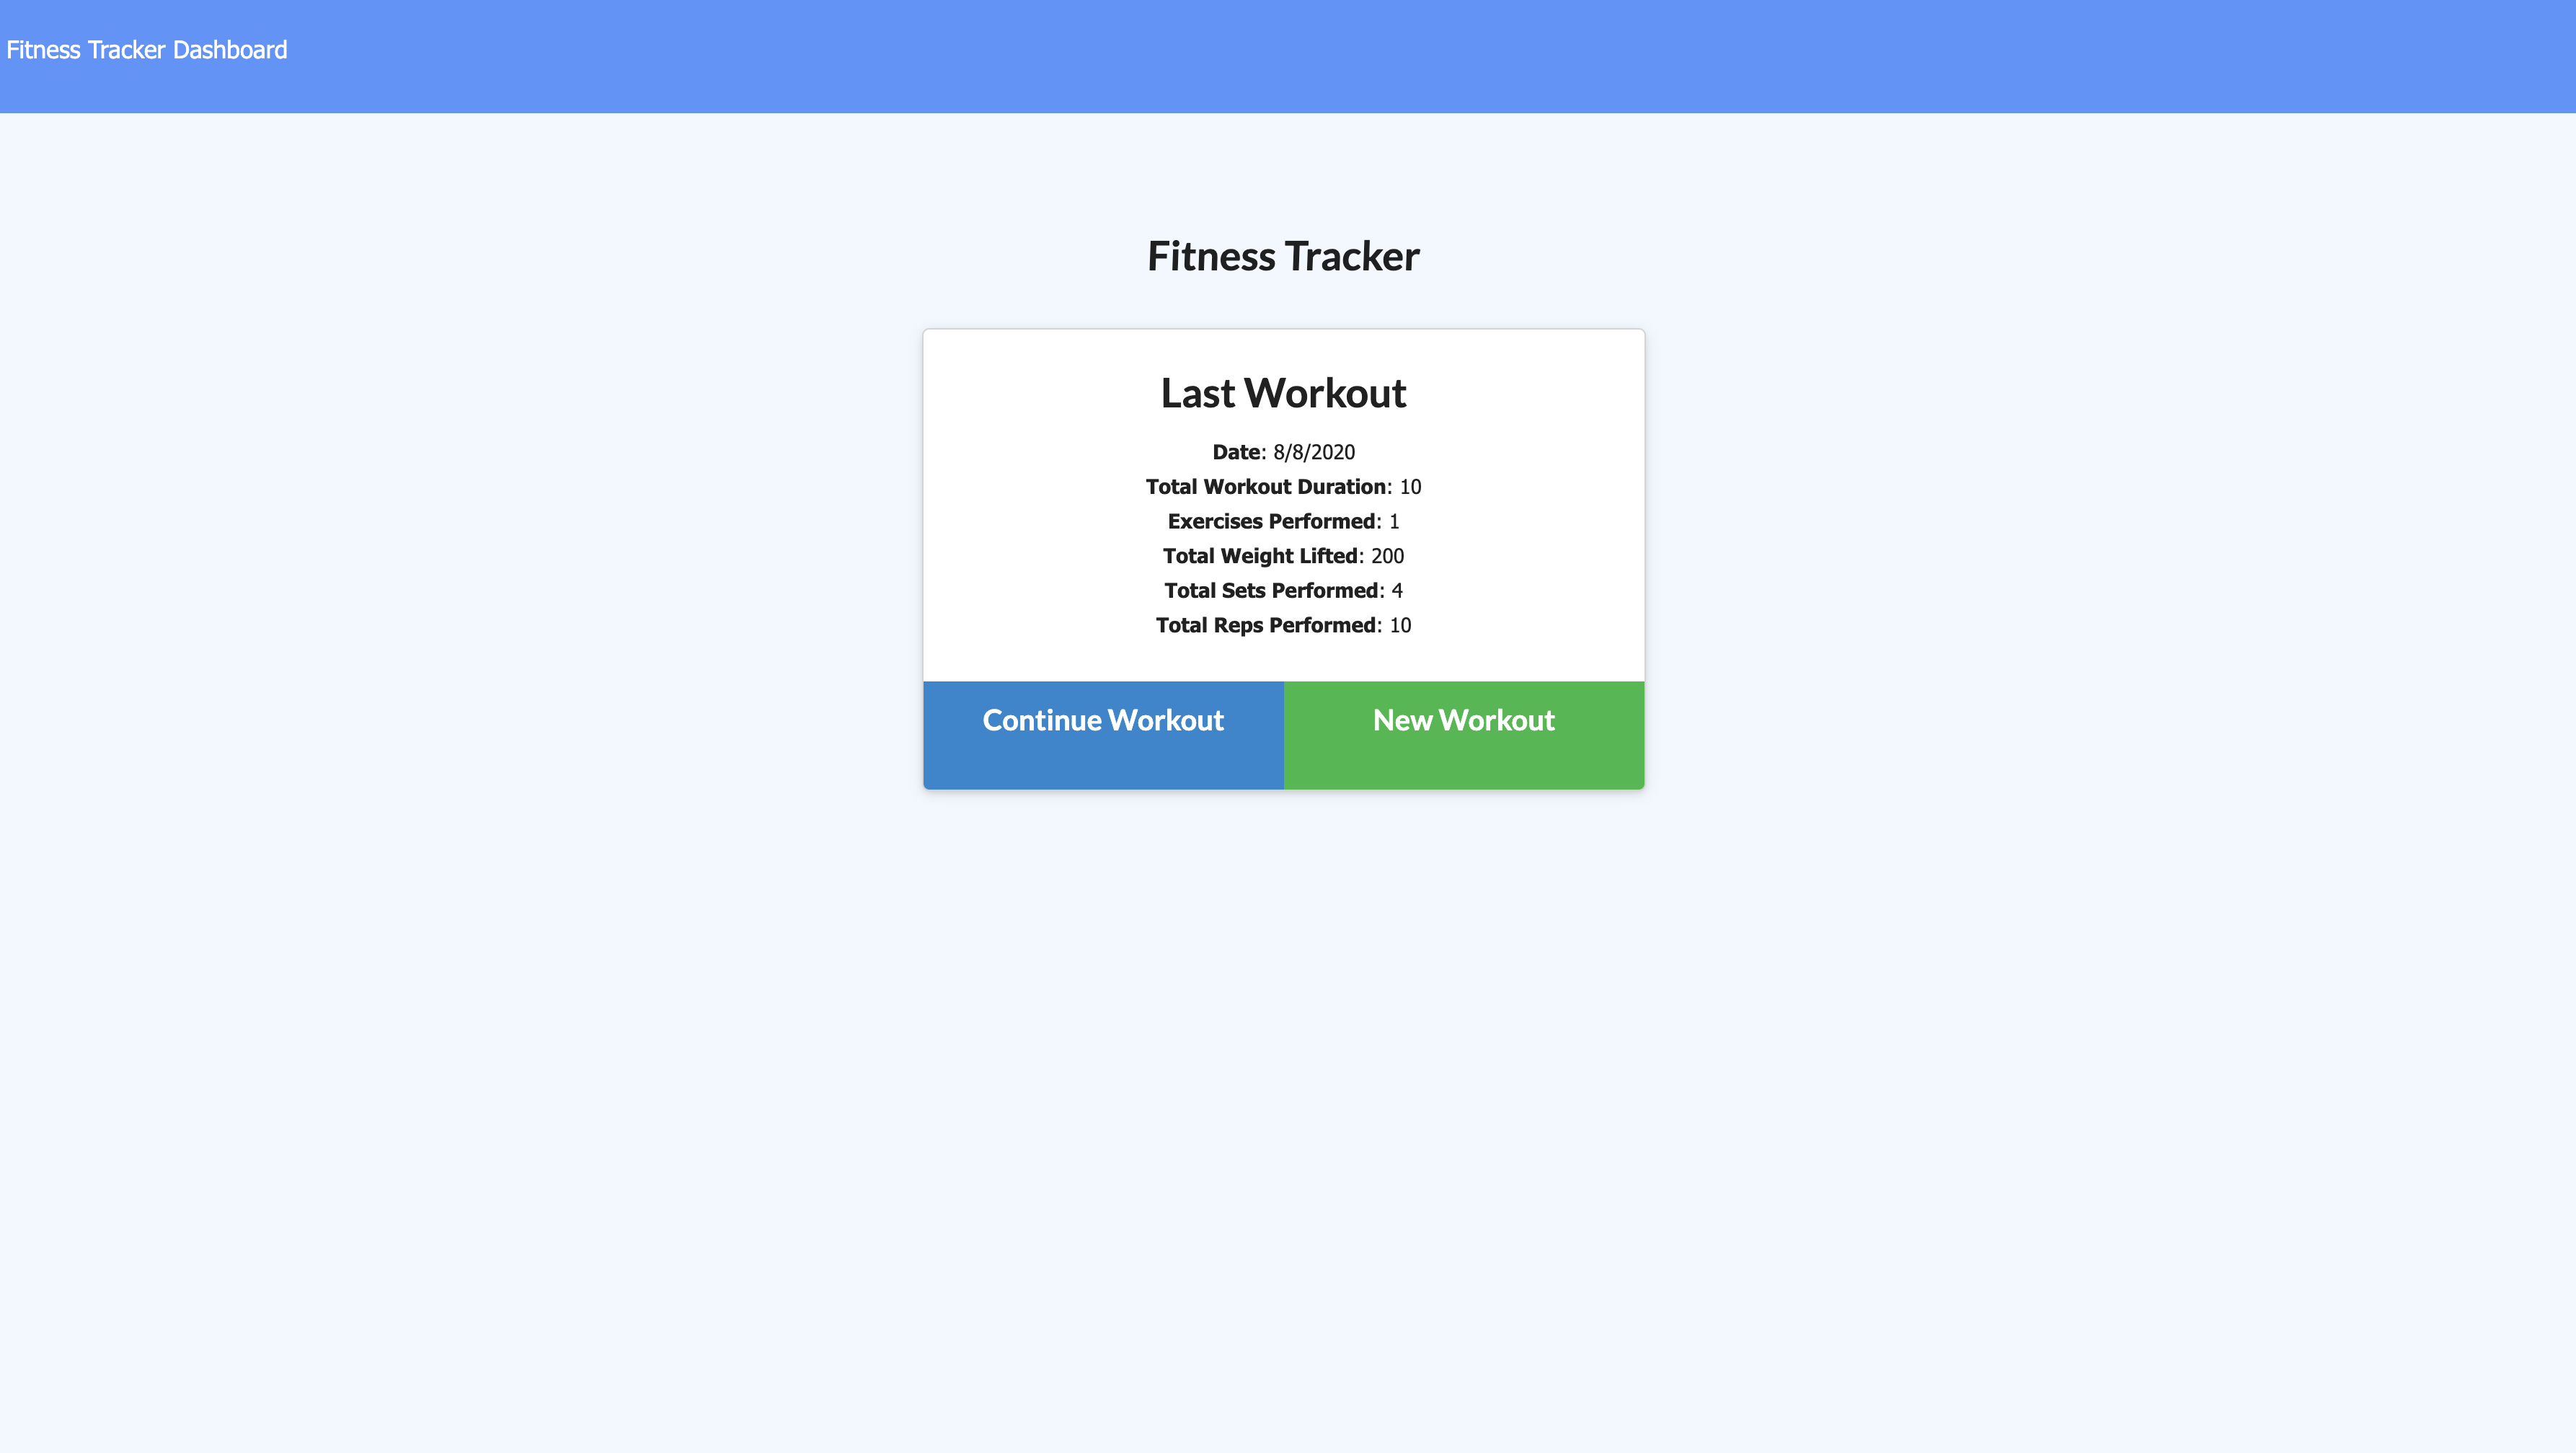 Fitness Tracker Dashboard
Fitness Tracker
Last Workout
Date: 8/8/2020
Total Workout Duration: 10
Exercises Performed: 1
Total Weight Lifted: 200
Total Sets Performed: 4
Total Reps Performed: 10
Continue Workout
New Workout